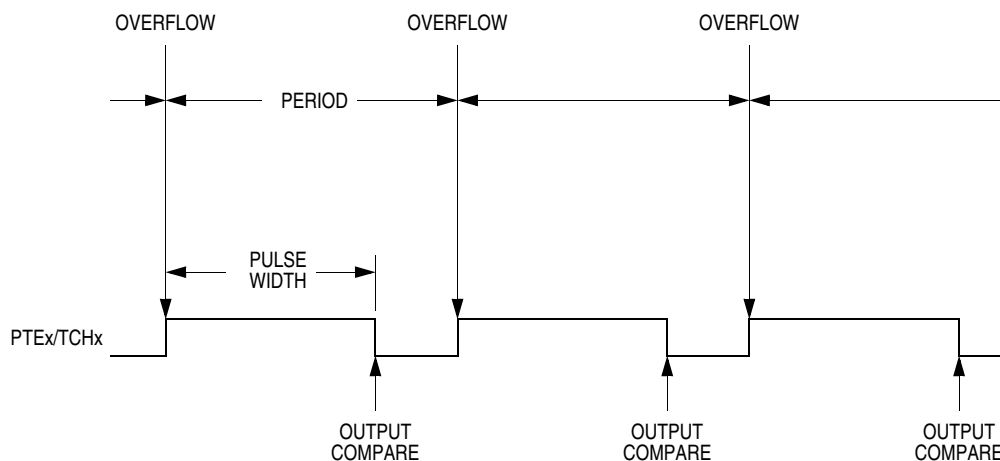 OVERFLOW
OVERFLOW
OVERFLOW
PERIOD
PULSE
WIDTH
PTEx/TCHx
OUTPUT
COMPARE
OUTPUT
COMPARE
OUTPUT
COMPARE